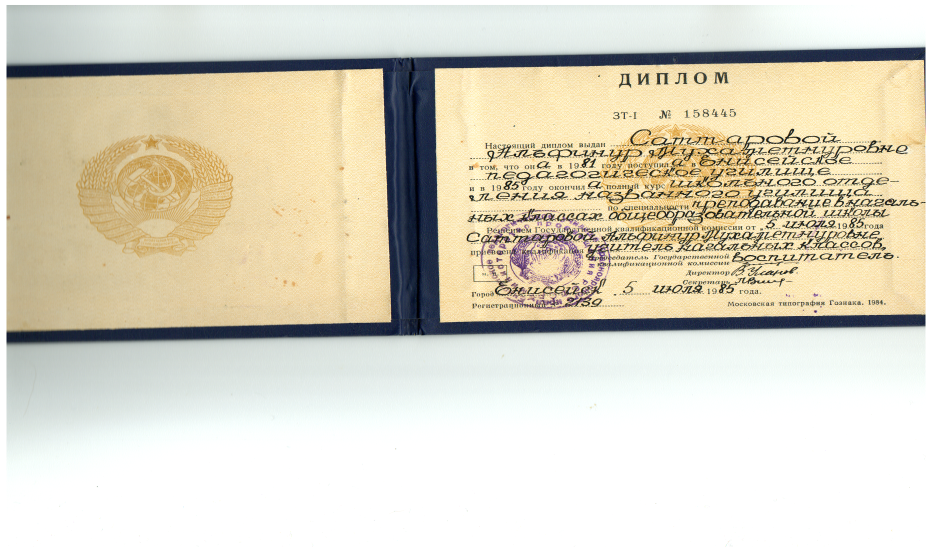 ДИПЛОМ
ЗТ-I № 158445
Настоящий диплом выдан Саттаровой
Альфинур Мухаметнуровне
в том, что она в 1981 году поступила в Енисейское
педагогическое училище
и в 1985 году окончила полный курс школьного отде-
ления названного училища
по специальности преподавание в началь-
ных классах общеобразовательной школы
Решением Государственной квалификационной комиссии от 5 июля 1985 года
Саттаровой Альфинур Мухаметнуровне
присвоена квалификация учитель начальных классов,
воспитатель.
Председатель Государственной
квалификационной комиссии
Директор
Секретарь
Город Енисейск 5 июля 1985 года.
Регистрационный № 2139
Московская типография Гознака. 1984.